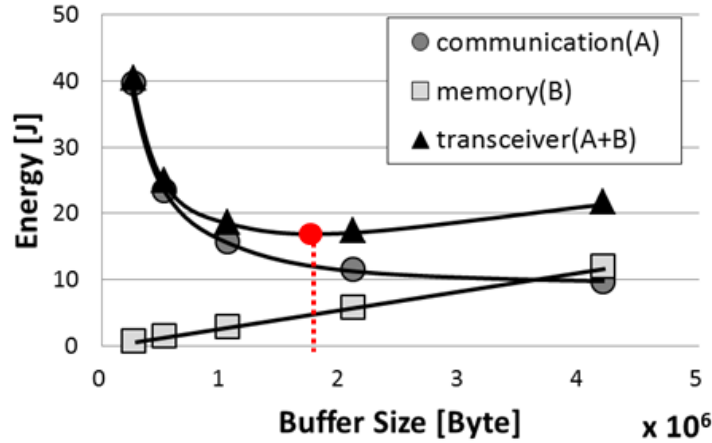 50
40
30
20
10
0
Energy [J]
communication(A)
memory(B)
transceiver(A+B)
0 1 2 3 4 5
Buffer Size [Byte] x 10⁶